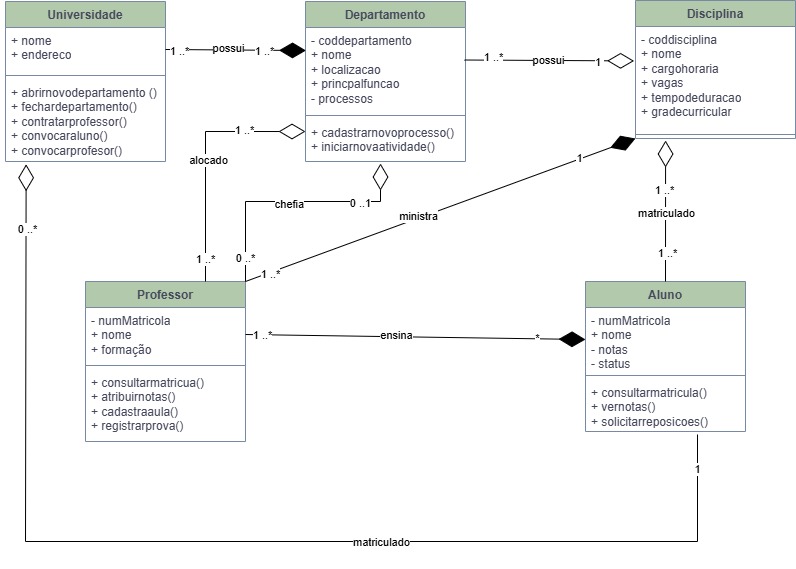 Universidade
+ nome
+ endereco
+ abrirnovodepartamento ()
+ fechardepartamento()
+ contratarprofessor()
+ convocaraluno()
+ convocarprofesor()
1 ..*
possui
1 ..*
Departamento
- coddepartamento
+ nome
+ localizacao
+ princpalfuncao
- processos
+ cadastrarnovoprocesso()
+ iniciarnovaatividade()
1 ..*
possui
1
Disciplina
- coddisciplina
+ nome
+ cargohoraria
+ vagas
+ tempodeduracao
+ gradecurricular
1 ..*
alocado
1 ..*
0 ..1
chefia
0 ..*
1
ministra
1 ..*
1 ..*
matriculado
1 ..*
0 ..*
Professor
- numMatricola
+ nome
+ formação
+ consultarmatricua()
+ atribuirnotas()
+ cadastraaula()
+ registrarprova()
1 ..*
ensina
*
Aluno
- numMatricola
+ nome
- notas
- status
+ consultarmatricula()
+ vernotas()
+ solicitarreposicoes()
1
matriculado